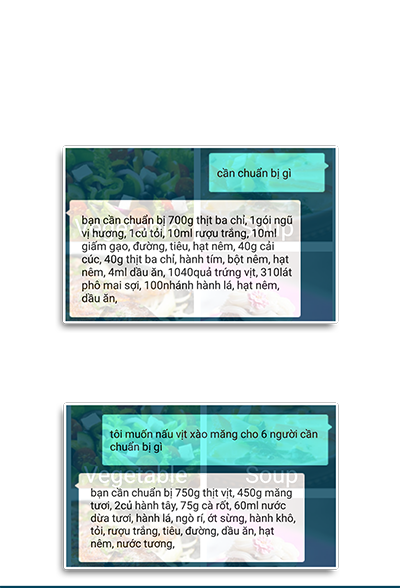 cần chuẩn bị gì
bạn cần chuẩn bị 700g thịt ba chỉ, 1gói ngũ
vị hương, 1củ tỏi, 10ml rượu trắng, 10ml
giấm gạo, đường, tiêu, hạt nêm, 40g cải
cúc, 40g thịt ba chỉ, hành tím, bột nêm, hạt
nêm, 4ml dầu ăn, 1040quả trứng vịt, 310lát
phô mai sợi, 100nhánh hành lá, hạt nêm,
dầu ăn,
tôi muốn nấu vịt xào măng cho 6 người cần
chuẩn bị gì
Vegetable
Soup
bạn cần chuẩn bị 750g thịt vịt, 450g măng
tươi, 2củ hành tây, 75g cà rốt, 60ml nước
dừa tươi, hành lá, ngò rí, ớt sừng, hành khô,
tỏi, rượu trắng, tiêu, đường, dầu ăn, hạt
nêm, nước tương,